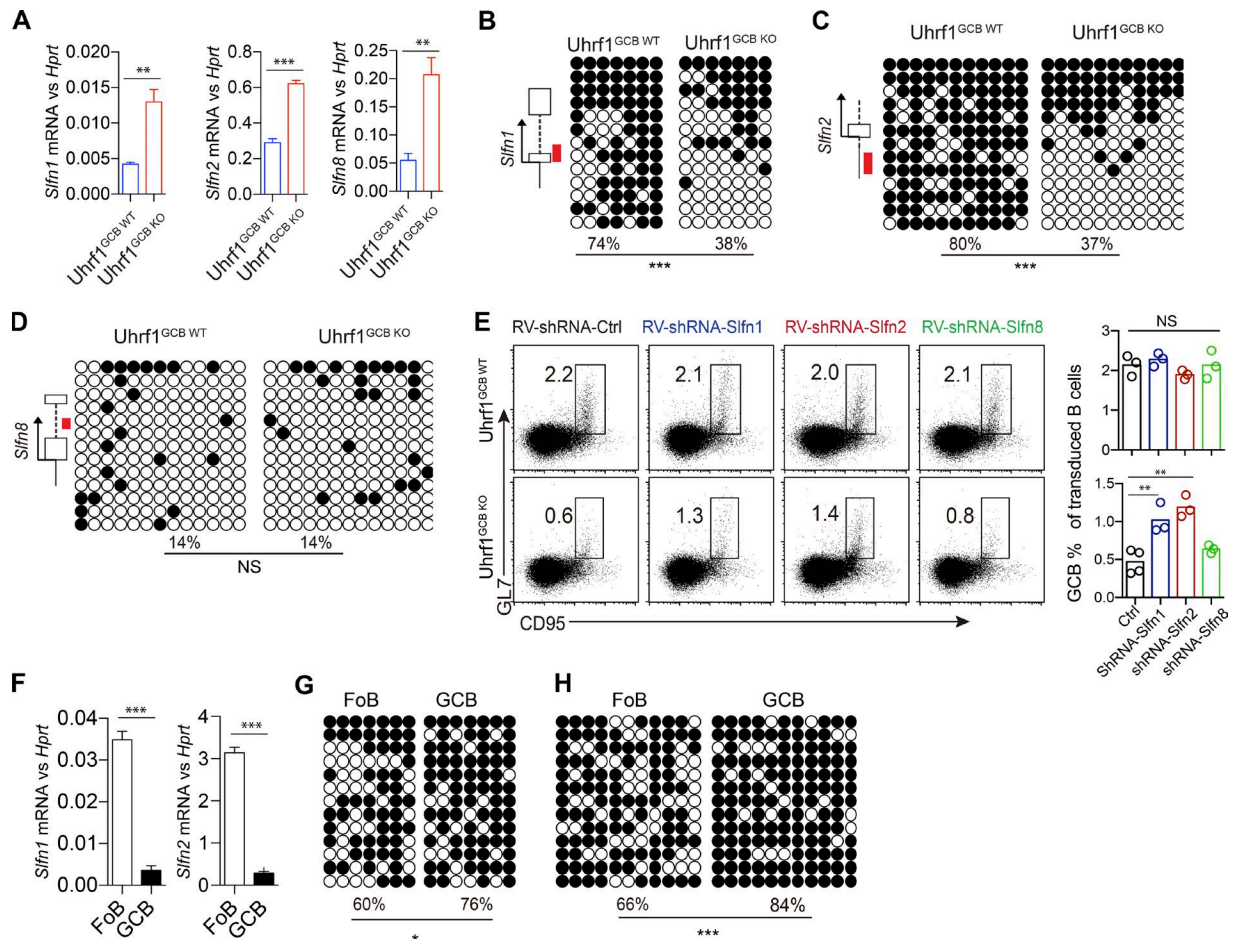 A
Slfn1 mRNA vs Hprt
0.020
0.015
0.010
0.005
0.000
**
Uhrf1GCB WT
Uhrf1GCB KO
Slfn2 mRNA vs Hprt
0.8
0.6
0.4
0.2
0.0
***
Uhrf1GCB WT
Uhrf1GCB KO
Slfn8 mRNA vs Hprt
0.25
0.20
0.15
0.10
0.05
0.00
**
Uhrf1GCB WT
Uhrf1GCB KO
B
Uhrf1GCB WT Uhrf1GCB KO
Slfn1
74% 38%
***
C
Uhrf1GCB WT Uhrf1GCB KO
Slfn2
80% 37%
***
D
Uhrf1GCB WT Uhrf1GCB KO
Slfn8
14% 14%
NS
E
RV-shRNA-Ctrl RV-shRNA-Slfn1 RV-shRNA-Slfn2 RV-shRNA-Slfn8
Uhrf1GCB WT
2.2 2.1 2.0 2.1
Uhrf1GCB KO
0.6 1.3 1.4 0.8
GL7
CD95
GCB % of transduced B cells
3
2
1
0
NS
1.5
1.0
0.5
0.0
**
**
Ctrl
ShRNA-Slfn1
shRNA-Slfn2
shRNA-Slfn8
F
Slfn1 mRNA vs Hprt
0.04
0.03
0.02
0.01
0.00
***
FoB
GCB
Slfn2 mRNA vs Hprt
4
3
2
1
0
***
FoB
GCB
G
FoB GCB
60% 76%
*
H
FoB GCB
66% 84%
***